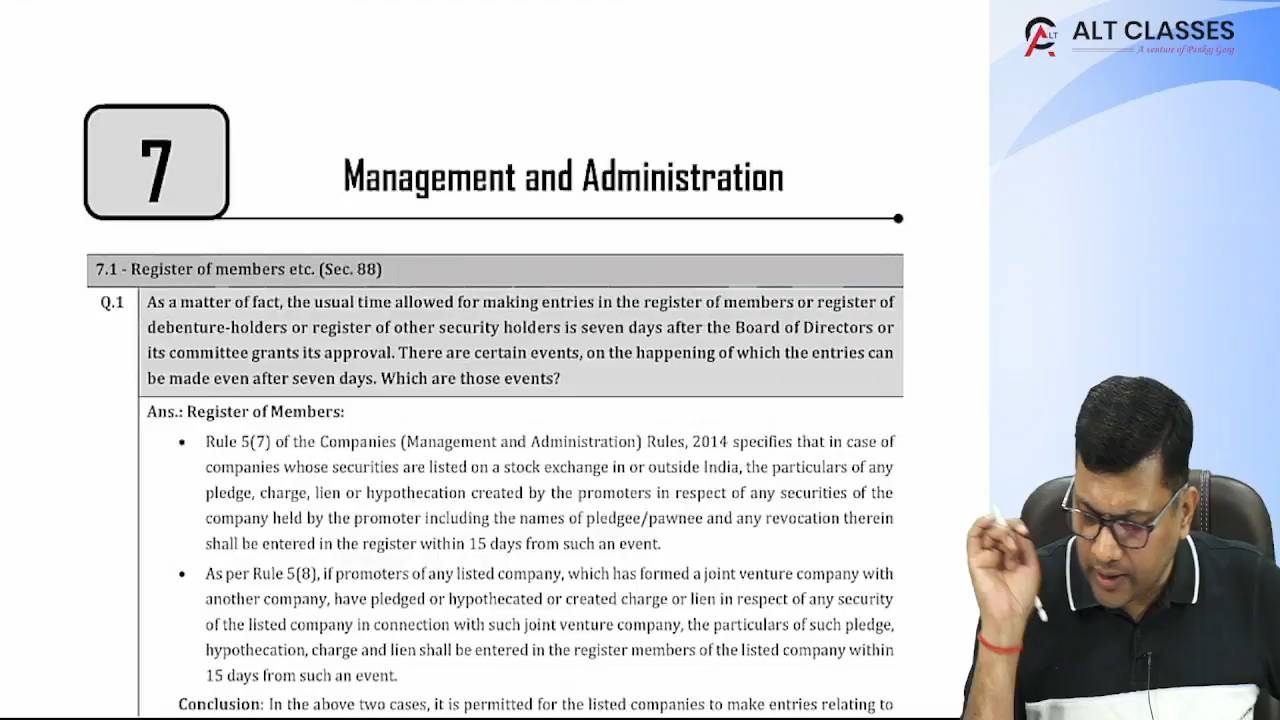 ALT CLASSES
A venture of Pankaj Garg
LT
7
Management and Administration
7.1 - Register of members etc. (Sec. 88)
Q.1 As a matter of fact, the usual time allowed for making entries in the register of members or register of
debenture-holders or register of other security holders is seven days after the Board of Directors or
its committee grants its approval. There are certain events, on the happening of which the entries can
be made even after seven days. Which are those events?
Ans.: Register of Members:
• Rule 5(7) of the Companies (Management and Administration) Rules, 2014 specifies that in case of
companies whose securities are listed on a stock exchange in or outside India, the particulars of any
pledge, charge, lien or hypothecation created by the promoters in respect of any securities of the
company held by the promoter including the names of pledgee/pawnee and any revocation therein
shall be entered in the register within 15 days from such an event.
• As per Rule 5(8), if promoters of any listed company, which has formed a joint venture company with
another company, have pledged or hypothecated or created charge or lien in respect of any security
of the listed company in connection with such joint venture company, the particulars of such pledge,
hypothecation, charge and lien shall be entered in the register members of the listed company within
15 days from such an event.
Conclusion: In the above two cases, it is permitted for the listed companies to make entries relating to